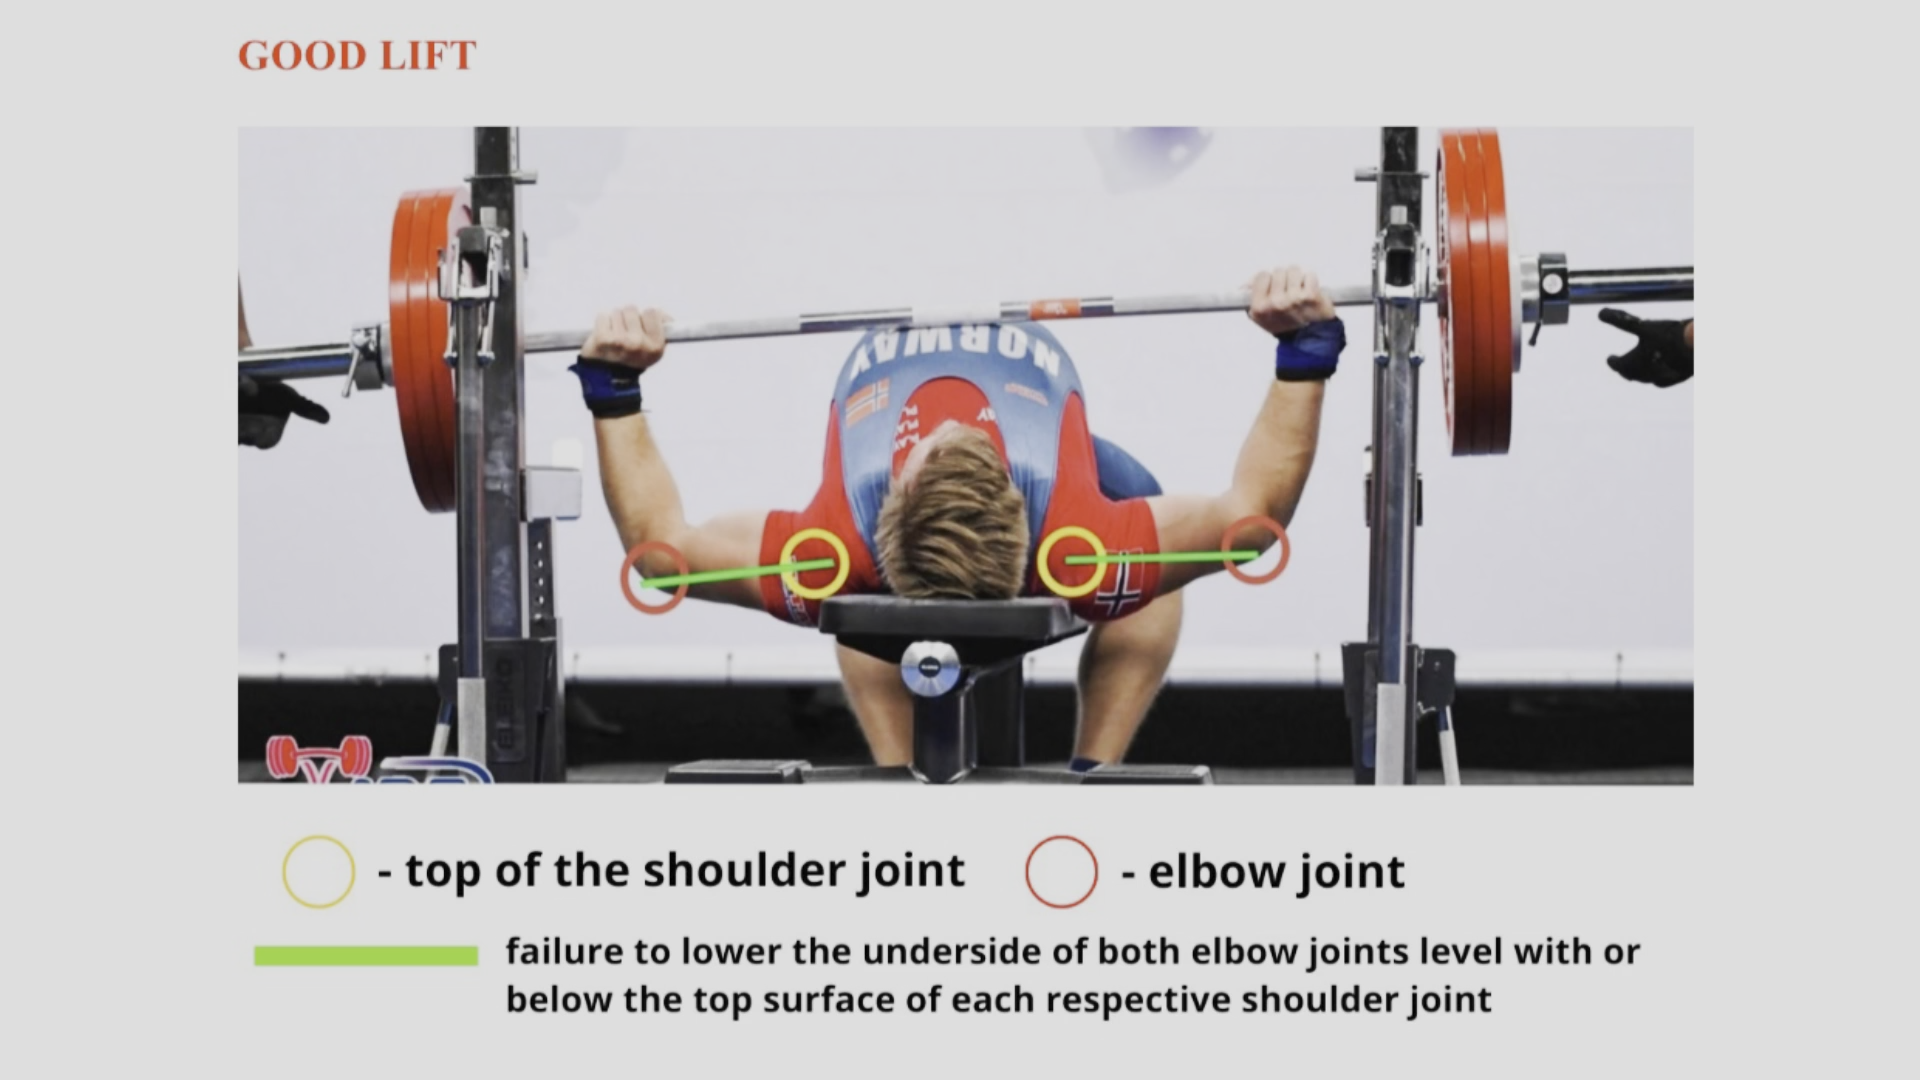 GOOD LIFT
NORWAY
ELEIKO
- top of the shoulder joint
- elbow joint
failure to lower the underside of both elbow joints level with or
below the top surface of each respective shoulder joint